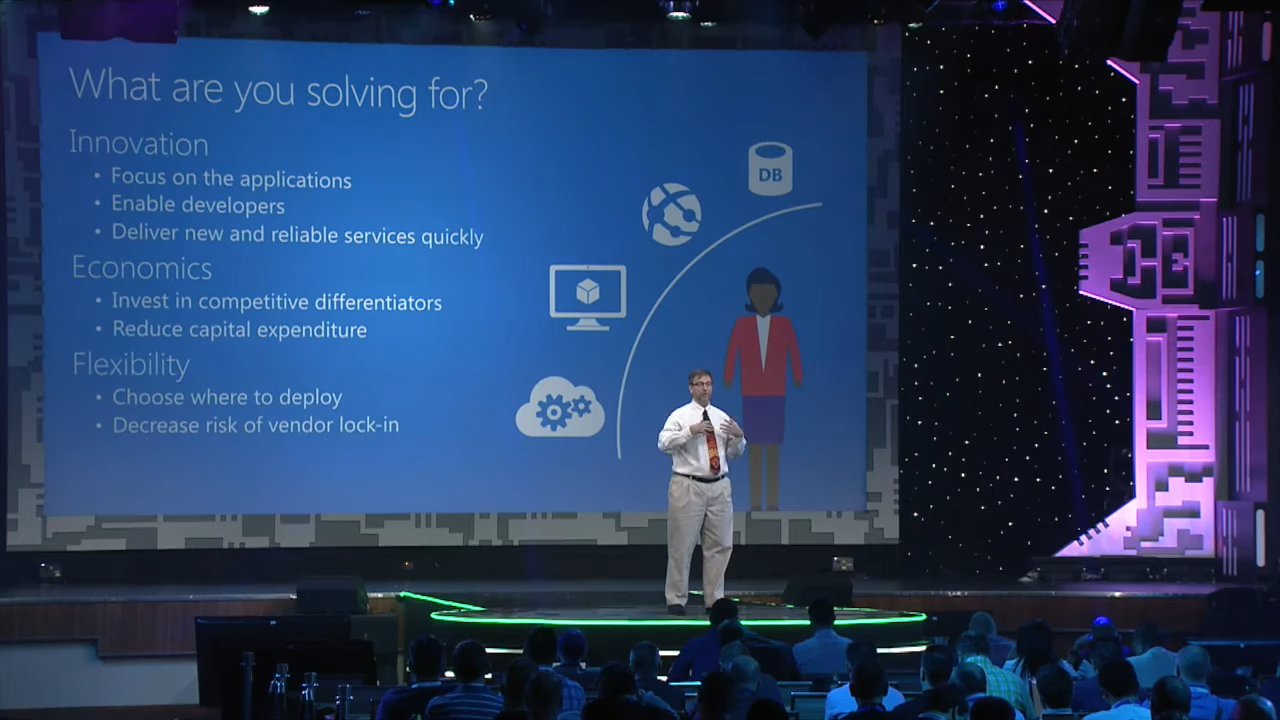 What are you solving for?
Innovation
• Focus on the applications
• Enable developers
• Deliver new and reliable services quickly
Economics
• Invest in competitive differentiators
• Reduce capital expenditure
Flexibility
• Choose where to deploy
• Decrease risk of vendor lock-in
DB